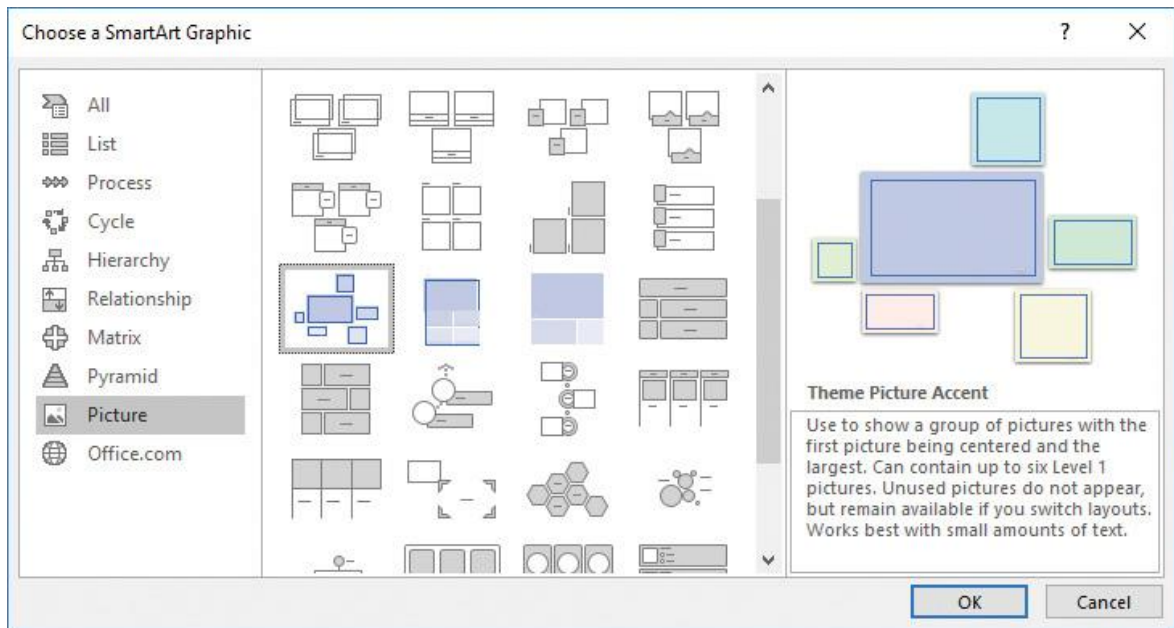 Choose a SmartArt Graphic
?
All
List
Process
Cycle
Hierarchy
Relationship
Matrix
Pyramid
Picture
Office.com
Theme Picture Accent
Use to show a group of pictures with the
first picture being centered and the
largest. Can contain up to six Level 1
pictures. Unused pictures do not appear,
but remain available if you switch layouts.
Works best with small amounts of text.
OK
Cancel